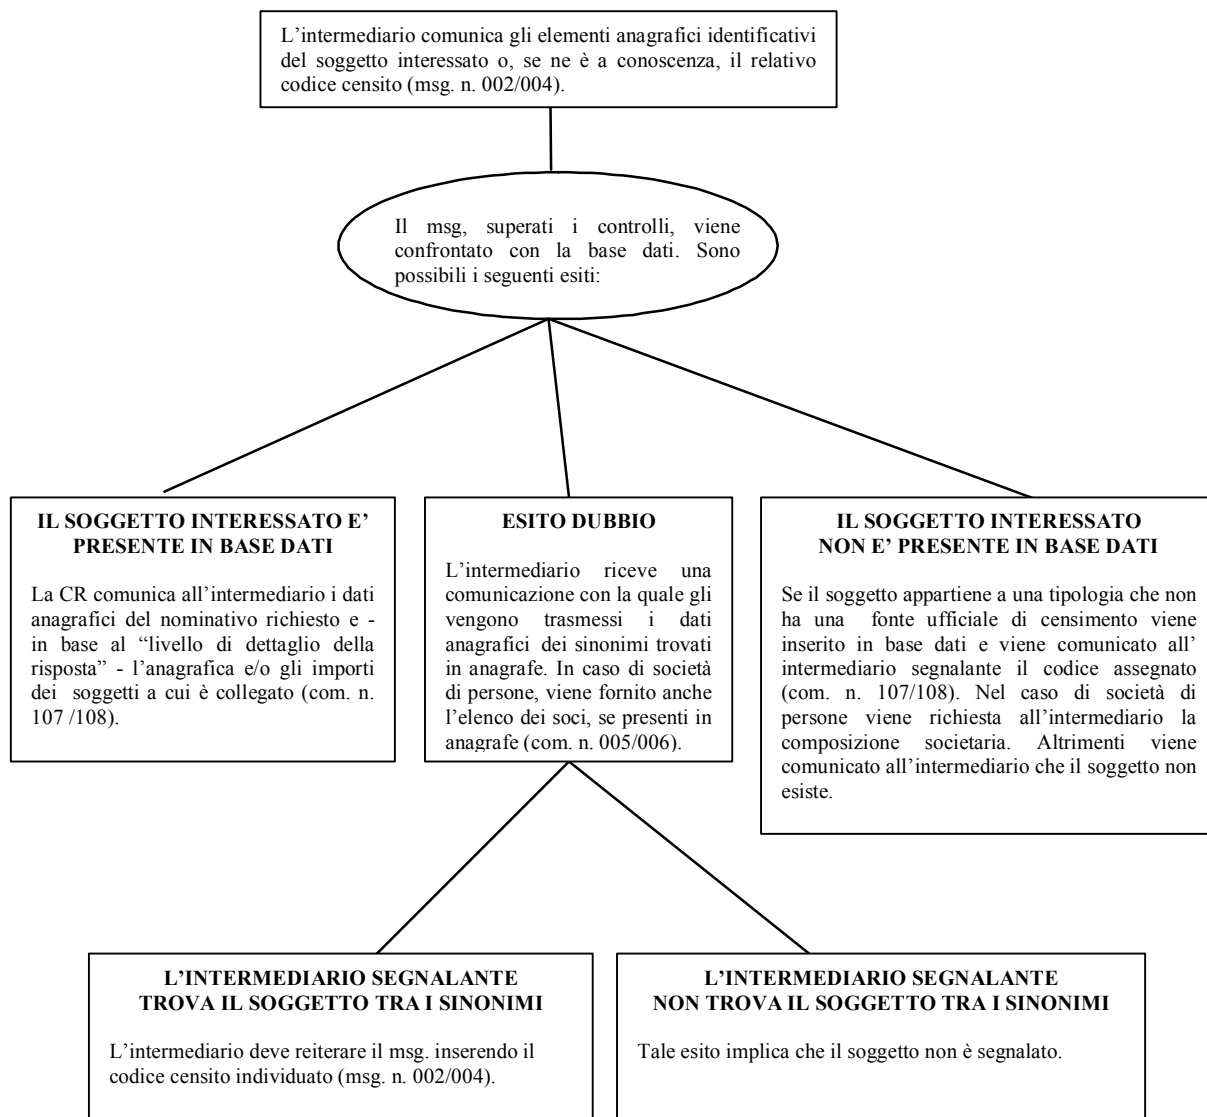 L’intermediario comunica gli elementi anagrafici identificativi
del soggetto interessato o, se ne è a conoscenza, il relativo
codice censito (msg. n. 002/004).
Il msg, superati i controlli, viene
confrontato con la base dati. Sono
possibili i seguenti esiti:
IL SOGGETTO INTERESSATO E’
PRESENTE IN BASE DATI
La CR comunica all’intermediario i dati
anagrafici del nominativo richiesto e -
in base al “livello di dettaglio della
risposta” - l’anagrafica e/o gli importi
dei soggetti a cui è collegato (com. n.
107 /108).
ESITO DUBBIO
L’intermediario riceve una
comunicazione con la quale gli
vengono trasmessi i dati
anagrafici dei sinonimi trovati
in anagrafe. In caso di società
di persone, viene fornito anche
l’elenco dei soci, se presenti in
anagrafe (com. n. 005/006).
IL SOGGETTO INTERESSATO
NON E’ PRESENTE IN BASE DATI
Se il soggetto appartiene a una tipologia che non
ha una fonte ufficiale di censimento viene
inserito in base dati e viene comunicato all’
intermediario segnalante il codice assegnato
(com. n. 107/108). Nel caso di società di
persone viene richiesta all’intermediario la
composizione societaria. Altrimenti viene
comunicato all’intermediario che il soggetto non
esiste.
L’INTERMEDIARIO SEGNALANTE
TROVA IL SOGGETTO TRA I SINONIMI
L’intermediario deve reiterare il msg. inserendo il
codice censito individuato (msg. n. 002/004).
L’INTERMEDIARIO SEGNALANTE
NON TROVA IL SOGGETTO TRA I SINONIMI
Tale esito implica che il soggetto non è segnalato.